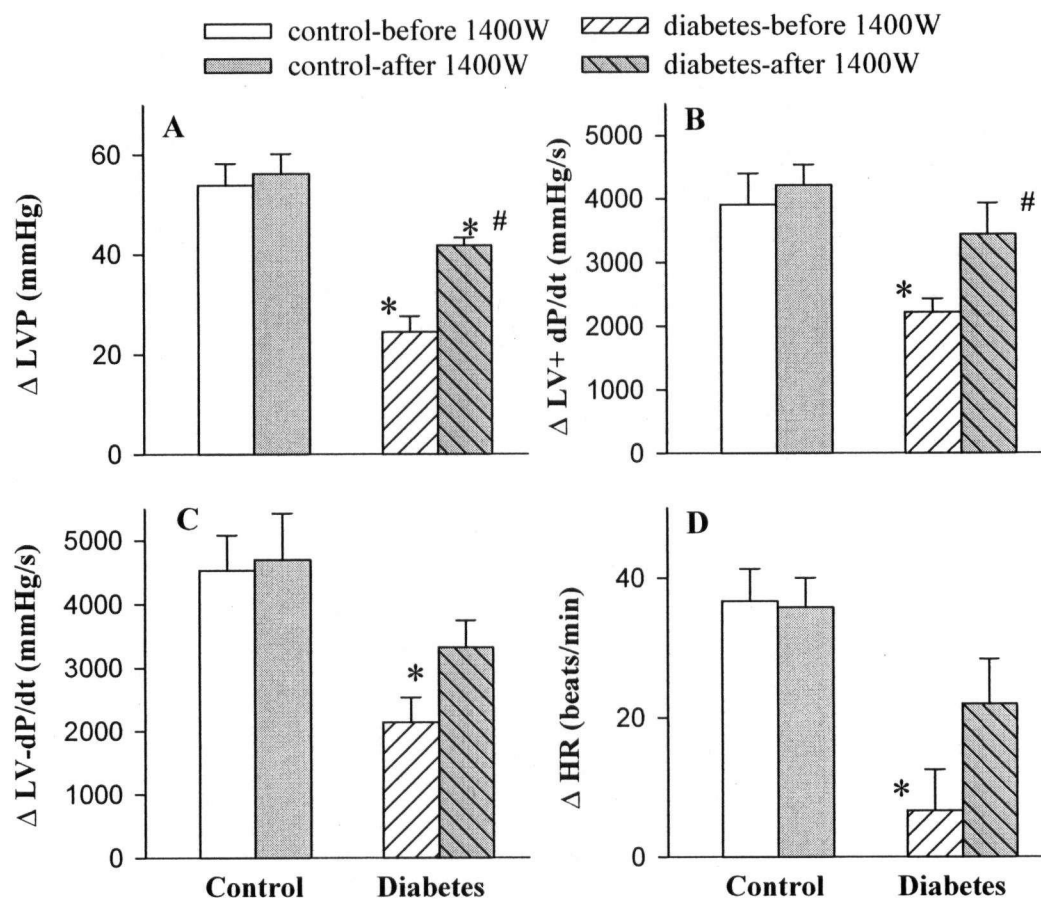 control-before 1400W
diabetes-before 1400W
control-after 1400W
diabetes-after 1400W
A
Δ LVP (mmHg)
60
40
20
0
* * #
B
Δ LV+ dP/dt (mmHg/s)
5000
4000
3000
2000
1000
0
* #
C
Δ LV-dP/dt (mmHg/s)
5000
4000
3000
2000
1000
0
*
Control Diabetes
D
Δ HR (beats/min)
40
20
0
*
Control Diabetes